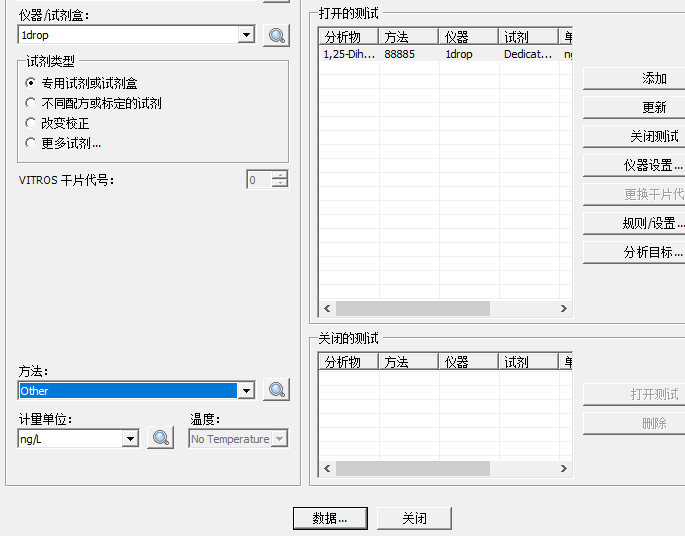 仪器/试剂盒：
1drop
试剂类型
专用试剂或试剂盒
不同配方或标定的试剂
改变校正
更多试剂...
VITROS 干片代号：
0
方法：
Other
计量单位：
温度：
ng/L
No Temperature
打开的测试
分析物 方法 仪器 试剂 单
1,25-Dih... 88885 1drop Dedicat... ng
添加
更新
关闭测试
仪器设置...
更换干片代
规则/设置...
分析目标...
关闭的测试
分析物 方法 仪器 试剂 单
打开测试
删除
数据...
关闭